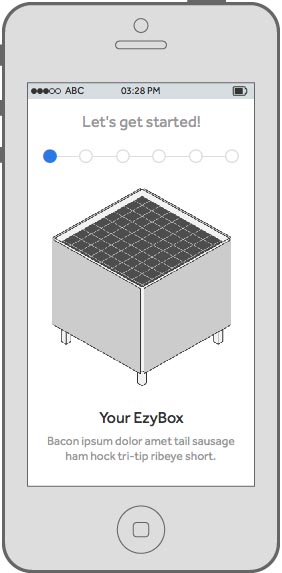 ABC 03:28 PM
Let's get started!
Your EzyBox
Bacon ipsum dolor amet tail sausage
ham hock tri-tip ribeye short.